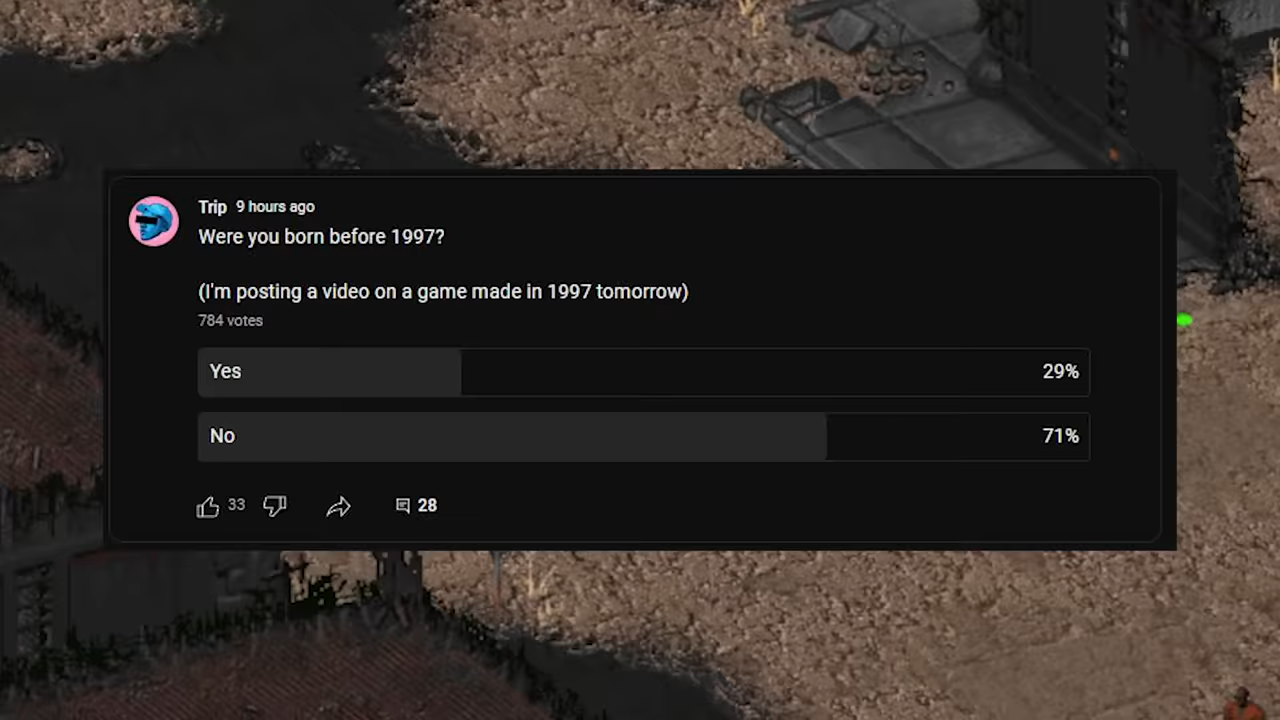 Trip 9 hours ago
Were you born before 1997?
(I'm posting a video on a game made in 1997 tomorrow)
784 votes
Yes 29%
No 71%
33 28